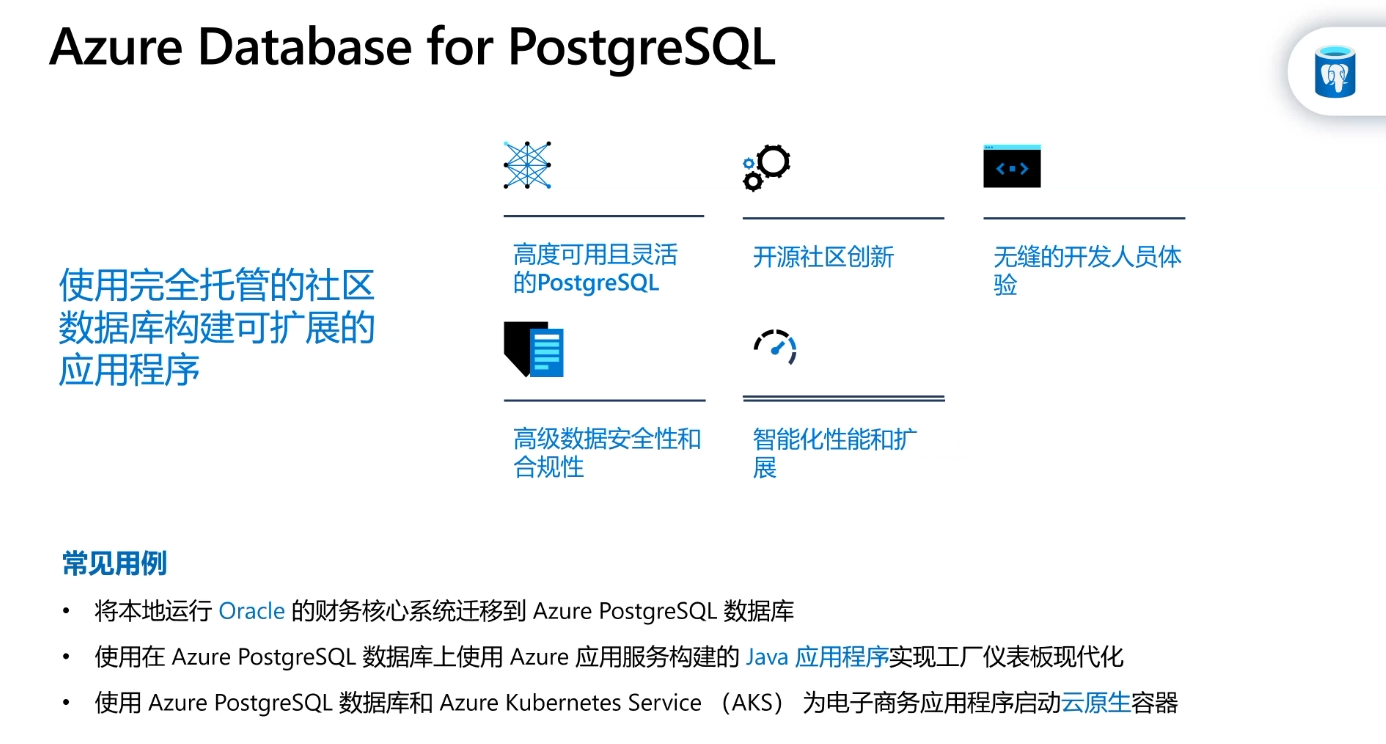 Azure Database for PostgreSQL
使用完全托管的社区
数据库构建可扩展的
应用程序
高度可用且灵活
的PostgreSQL
开源社区创新
无缝的开发人员体
验
高级数据安全性和
合规性
智能化性能和扩
展
常见用例
• 将本地运行 Oracle 的财务核心系统迁移到 Azure PostgreSQL 数据库
• 使用在 Azure PostgreSQL 数据库上使用 Azure 应用服务构建的 Java 应用程序实现工厂仪表板现代化
• 使用 Azure PostgreSQL 数据库和 Azure Kubernetes Service （AKS） 为电子商务应用程序启动云原生容器